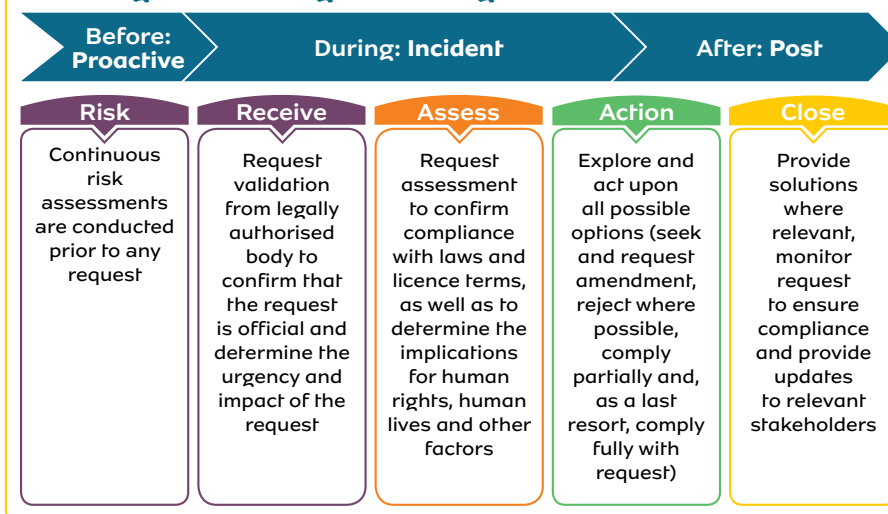 Before:
Proactive
During: Incident
After: Post
Risk
Continuous
risk
assessments
are conducted
prior to any
request
Receive
Request
validation
from legally
authorised
body to
confirm that
the request
is official and
determine the
urgency and
impact of the
request
Assess
Request
assessment
to confirm
compliance
with laws and
licence terms,
as well as to
determine the
implications
for human
rights, human
lives and other
factors
Action
Explore and
act upon
all possible
options (seek
and request
amendment,
reject where
possible,
comply
partially and,
as a last
resort, comply
fully with
request)
Close
Provide
solutions
where
relevant,
monitor
request
to ensure
compliance
and provide
updates
to relevant
stakeholders